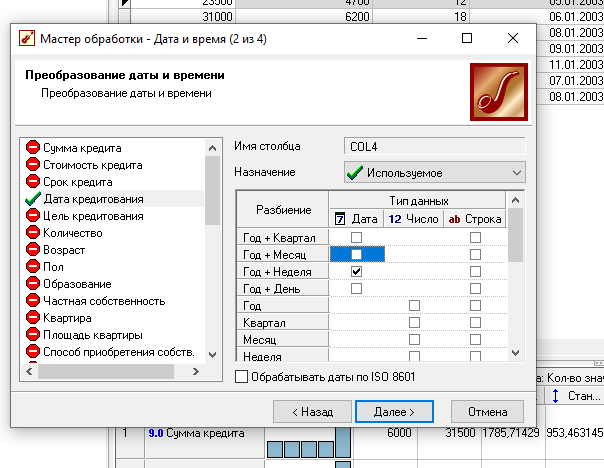 23500 4700 12 05.01.2003
31000 6200 18 06.01.2003
08.01.2003
09.01.2003
11.01.2003
07.01.2003
08.01.2003
Мастер обработки - Дата и время (2 из 4)
Преобразование даты и времени
Преобразование даты и времени
Сумма кредита
Стоимость кредита
Срок кредита
Дата кредитования
Цель кредитования
Количество
Возраст
Пол
Образование
Частная собственность
Квартира
Площадь квартиры
Способ приобретения собств.
Имя столбца COL4
Назначение Используемое
Разбиение Тип данных
7 Дата 12 Число ab Строка
Год + Квартал
Год + Месяц
Год + Неделя
Год + День
Год
Квартал
Месяц
Неделя
Обрабатывать даты по ISO 8601
< Назад Далее > Отмена
а: Кол-во знач
Стан...
1 9.0 Сумма кредита 6000 31500 1785,71429 953,463145